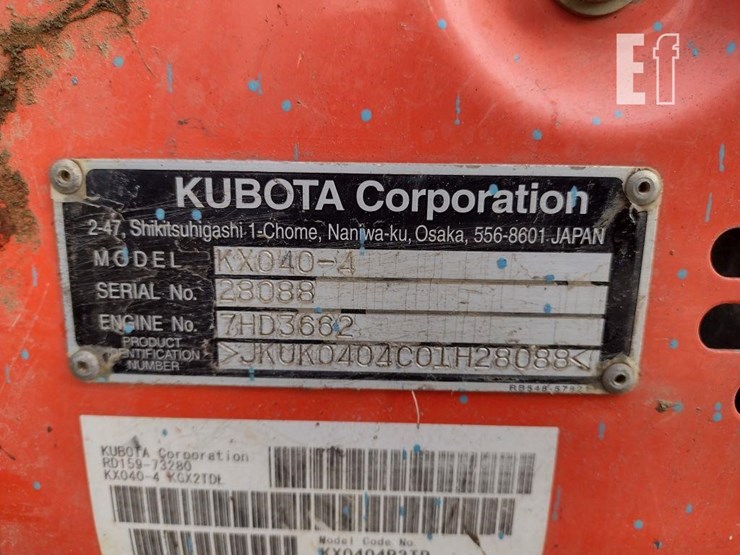 Ef
KUBOTA Corporation
2-47, Shikitsuhigashi 1-Chome, Naniwa-ku, Osaka, 556-8601 JAPAN
MODEL KX040-4
SERIAL No. 28088
ENGINE No. 7HD3662
PRODUCT IDENTIFICATION NUMBER >JKUK0404C01H28088<
KUBOTA Corporation
RD159-73280
KX040-4 KGX2TDL
Model Code No.